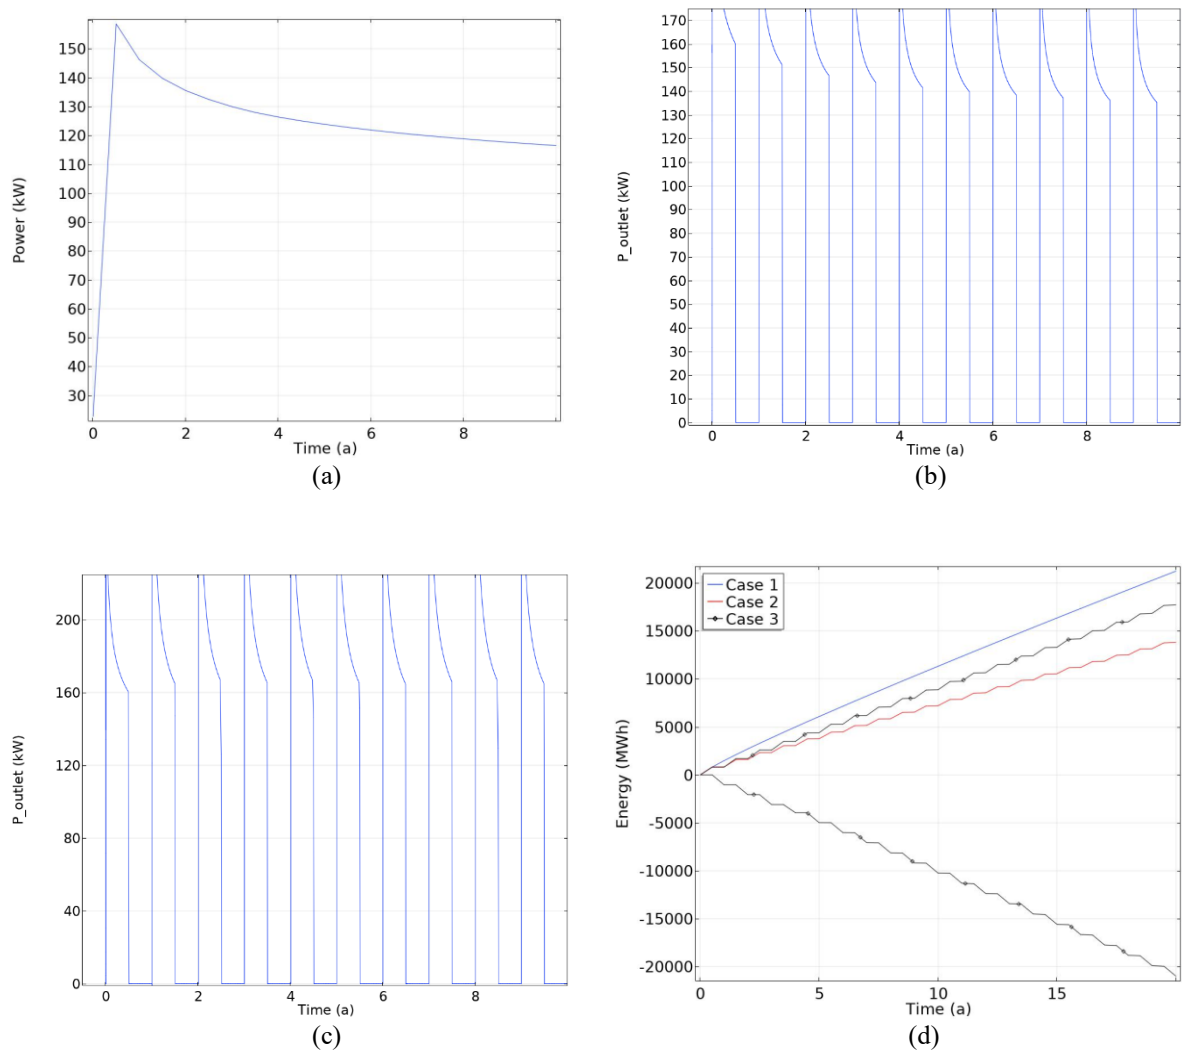 150
140
130
120
110
100
90
80
70
60
50
40
30
Power (kW)
0 2 4 6 8
Time (a)
(a)
170
160
150
140
130
120
110
100
90
80
70
60
50
40
30
20
10
0
P_outlet (kW)
0 2 4 6 8
Time (a)
(b)
200
160
120
80
40
0
P_outlet (kW)
0 2 4 6 8
Time (a)
(c)
Case 1
Case 2
Case 3
20000
15000
10000
5000
0
-5000
-10000
-15000
-20000
Energy (MWh)
0 5 10 15
Time (a)
(d)